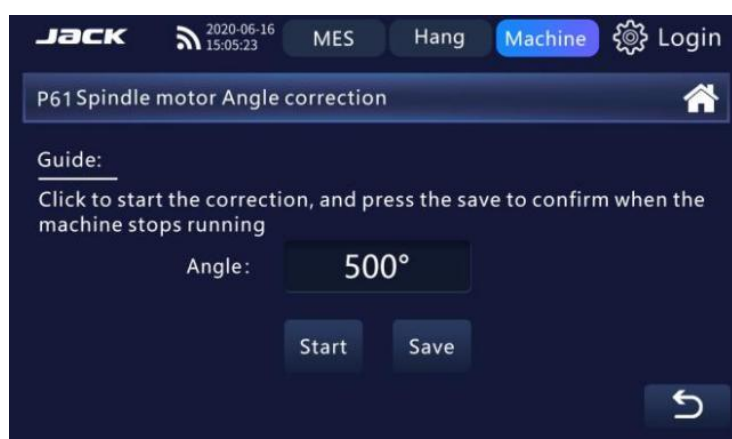 JACK
2020-06-16
15:05:23
MES
Hang
Machine
Login
P61 Spindle motor Angle correction
Guide:
Click to start the correction, and press the save to confirm when the
machine stops running
Angle: 500°
Start
Save